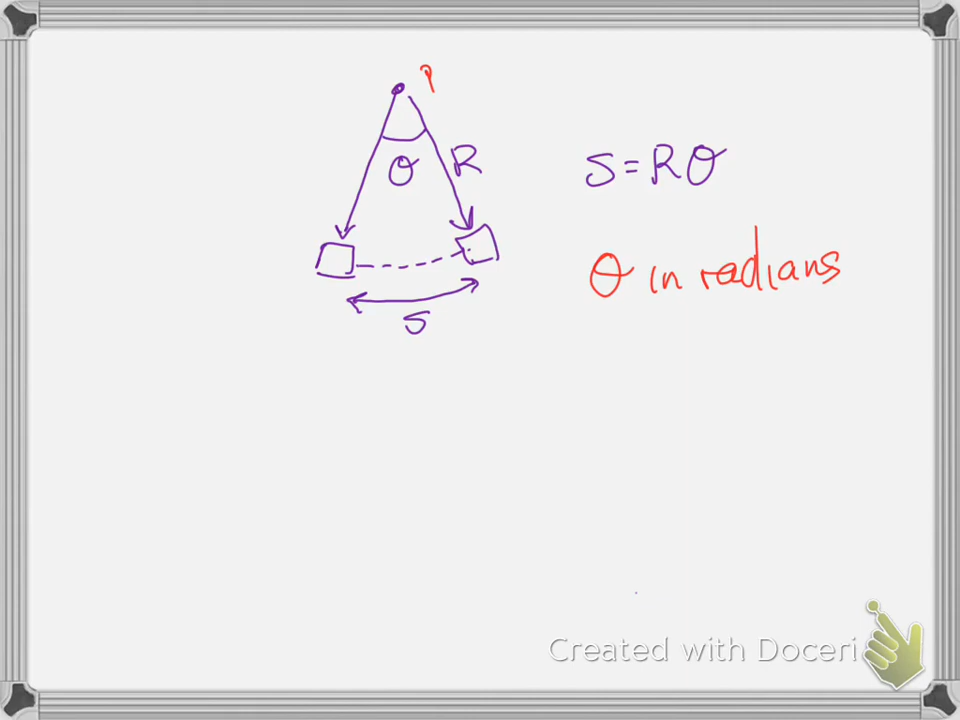 θ
R
S
S = Rθ
θ in radians
Created with Doceri